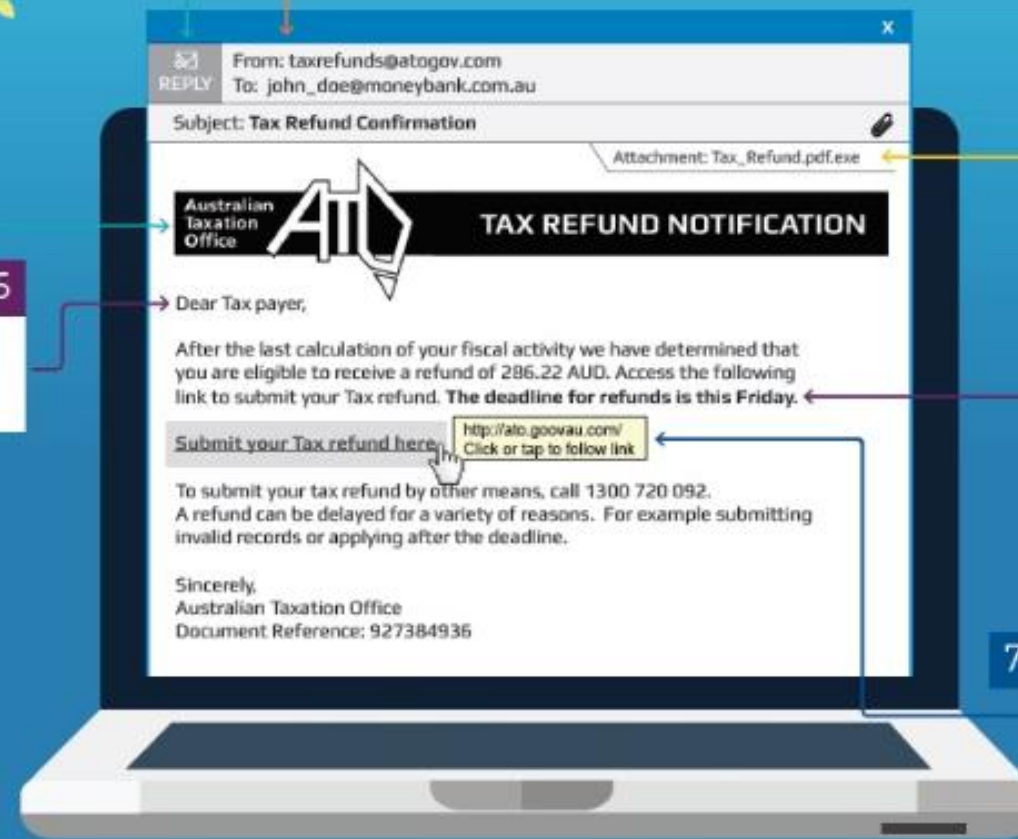 X
REPLY
From: taxrefunds@atogov.com
To: john_doe@moneybank.com.au
Subject: Tax Refund Confirmation
Attachment: Tax_Refund.pdf.exe
Australian
Taxation
Office
ATO
TAX REFUND NOTIFICATION
5
Dear Tax payer,
After the last calculation of your fiscal activity we have determined that
you are eligible to receive a refund of 286.22 AUD. Access the following
link to submit your Tax refund. The deadline for refunds is this Friday.
Submit your Tax refund here
http://ato.goovau.com/
Click or tap to follow link
To submit your tax refund by other means, call 1300 720 092.
A refund can be delayed for a variety of reasons. For example submitting
invalid records or applying after the deadline.
Sincerely,
Australian Taxation Office
Document Reference: 927384936
7